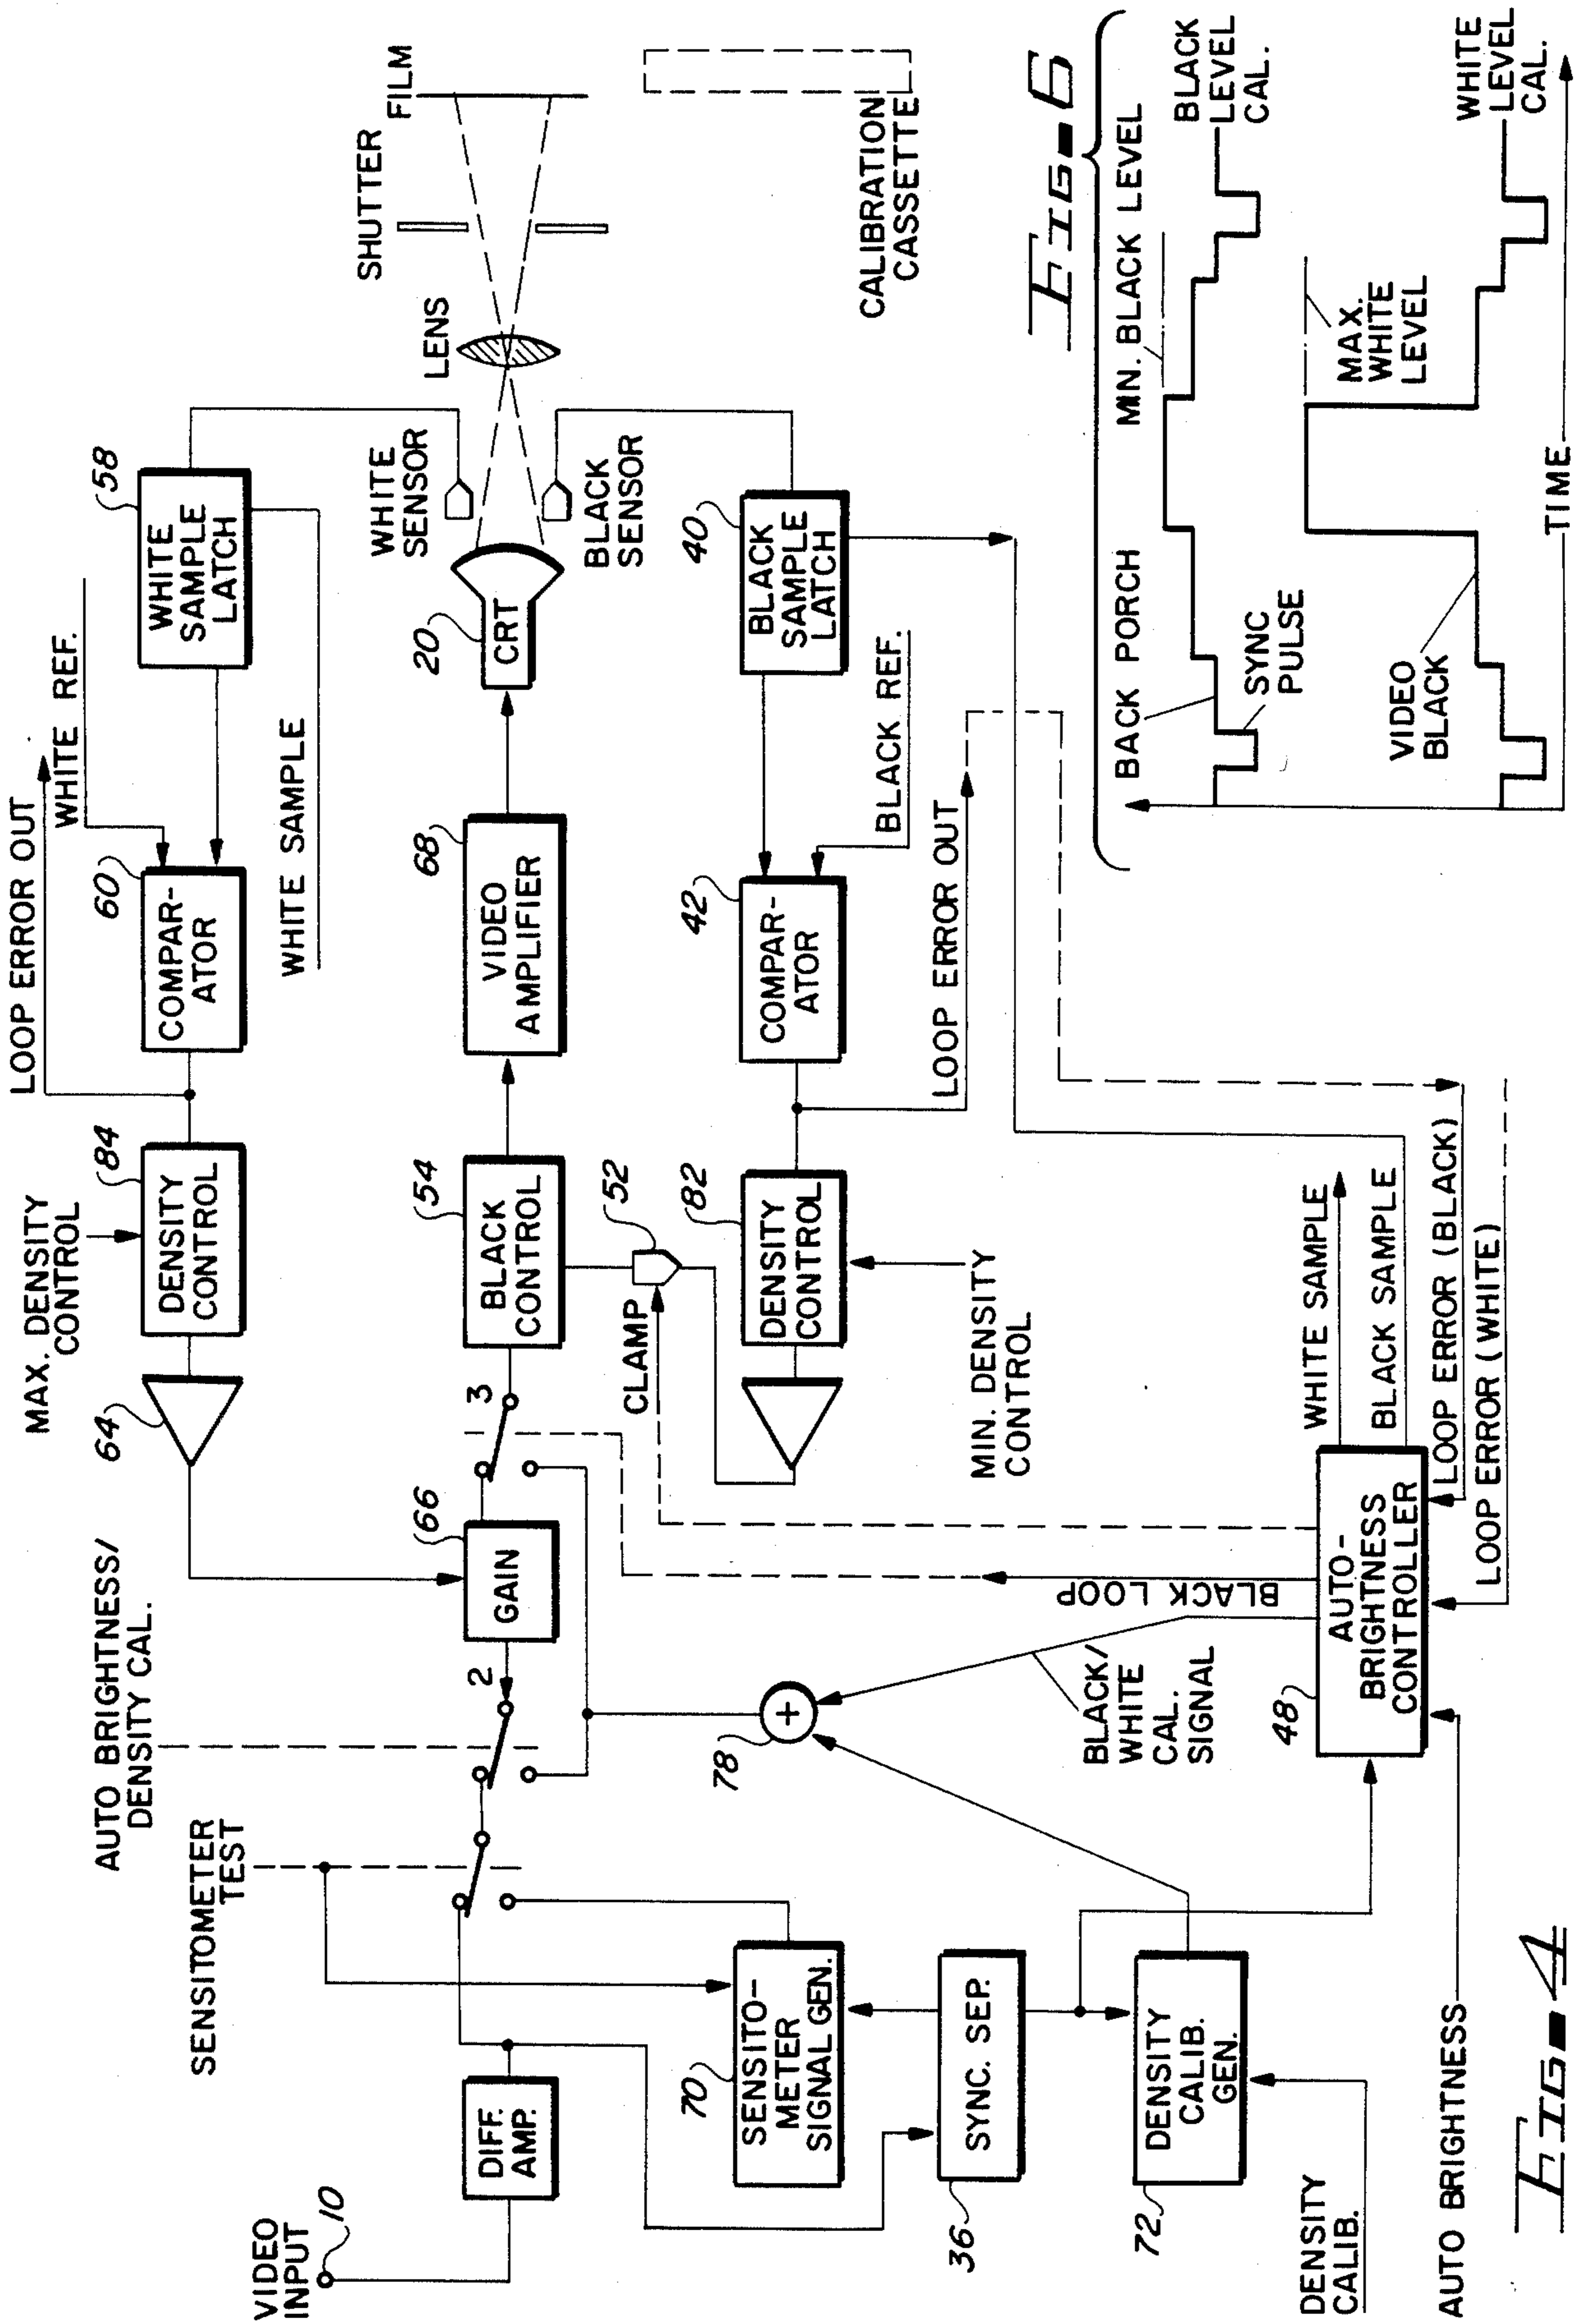 VIDEO
INPUT
10
DIFF.
AMP.
SENSITOMETER
TEST
AUTO BRIGHTNESS/
DENSITY CAL.
2
GAIN
66
3
MAX. DENSITY
CONTROL
64
DENSITY
CONTROL
84
LOOP ERROR OUT
WHITE REF.
COMPAR-
ATOR
60
WHITE SAMPLE
WHITE
SAMPLE
LATCH
58
BLACK
CONTROL
54
CLAMP
52
VIDEO
AMPLIFIER
68
CRT
20
WHITE
SENSOR
BLACK
SENSOR
LENS
SHUTTER
FILM
CALIBRATION
CASSETTE
SENSITO-
METER
SIGNAL GEN.
70
SYNC. SEP.
36
DENSITY
CALIB.
GEN.
72
DENSITY
CALIB.
AUTO BRIGHTNESS
78
BLACK/
WHITE
CAL.
SIGNAL
BLACK LOOP
AUTO-
BRIGHTNESS
CONTROLLER
48
MIN. DENSITY
CONTROL
DENSITY
CONTROL
82
COMPAR-
ATOR
42
BLACK REF.
LOOP ERROR OUT
BLACK
SAMPLE
LATCH
40
WHITE SAMPLE
BLACK SAMPLE
LOOP ERROR (BLACK)
LOOP ERROR (WHITE)
FIG-4
FIG-6
BACK PORCH
MIN. BLACK LEVEL
BLACK
LEVEL
CAL.
SYNC
PULSE
VIDEO
BLACK
MAX.
WHITE
LEVEL
WHITE
LEVEL
CAL.
TIME